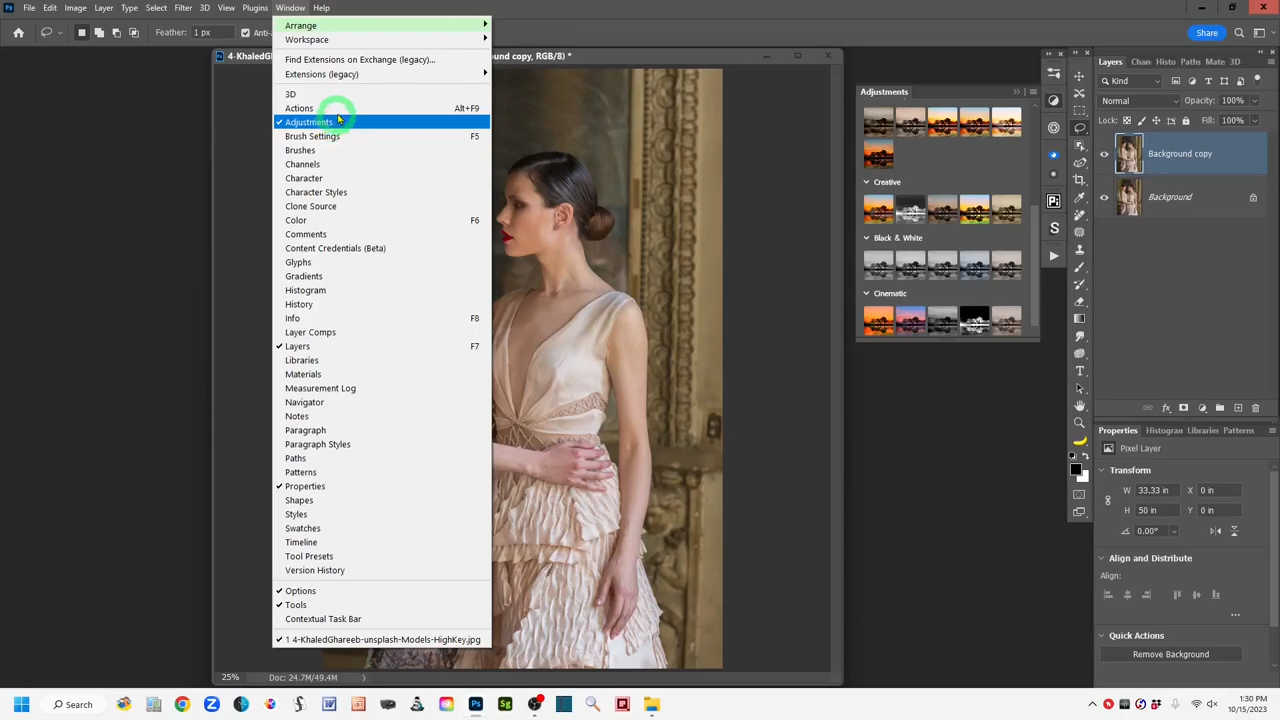 File Edit Image Layer Type Select Filter 3D View Plugins Window Help
Feather: 1 px Anti-
Share
4-Khaled
ound copy, RGB/8) *
Arrange
Workspace
Find Extensions on Exchange (legacy)...
Extensions (legacy)
3D
Actions Alt+F9
Adjustments
Brush Settings F5
Brushes
Channels
Character
Character Styles
Clone Source
Color F6
Comments
Content Credentials (Beta)
Glyphs
Gradients
Histogram
History
Info F8
Layer Comps
Layers F7
Libraries
Materials
Measurement Log
Navigator
Notes
Paragraph
Paragraph Styles
Paths
Patterns
Properties
Shapes
Styles
Swatches
Timeline
Tool Presets
Version History
Options
Tools
Contextual Task Bar
1 4-KhaledGhareeb-unsplash-Models-HighKey.jpg
25% Doc: 24.7M/49.4M
Adjustments
Creative
Black & White
Cinematic
Layers Chann Histo Paths Mate 3D
Kind
Normal Opacity: 100%
Lock: Fill: 100%
Background copy
Background
Properties Histogran Libraries Patterns
Pixel Layer
Transform
W 33.33 in X 0 in
H 50 in Y 0 in
0.00°
Align and Distribute
Align:
Quick Actions
Remove Background
Search
1:30 PM
10/15/2023